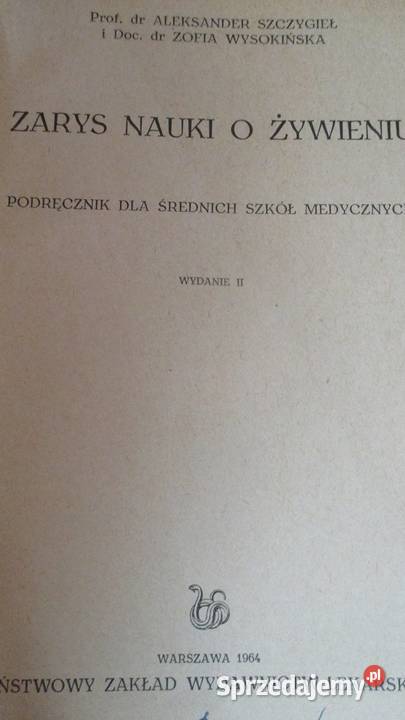 Prof. dr ALEKSANDER SZCZYGIEŁ
i Doc. dr ZOFIA WYSOKIŃSKA
ZARYS NAUKI O ŻYWIENIU
PODRĘCZNIK DLA ŚREDNICH SZKÓŁ MEDYCZNYC
WYDANIE II
WARSZAWA 1964
ŃSTWOWY ZAKŁAD
Sprzedajemy.pl